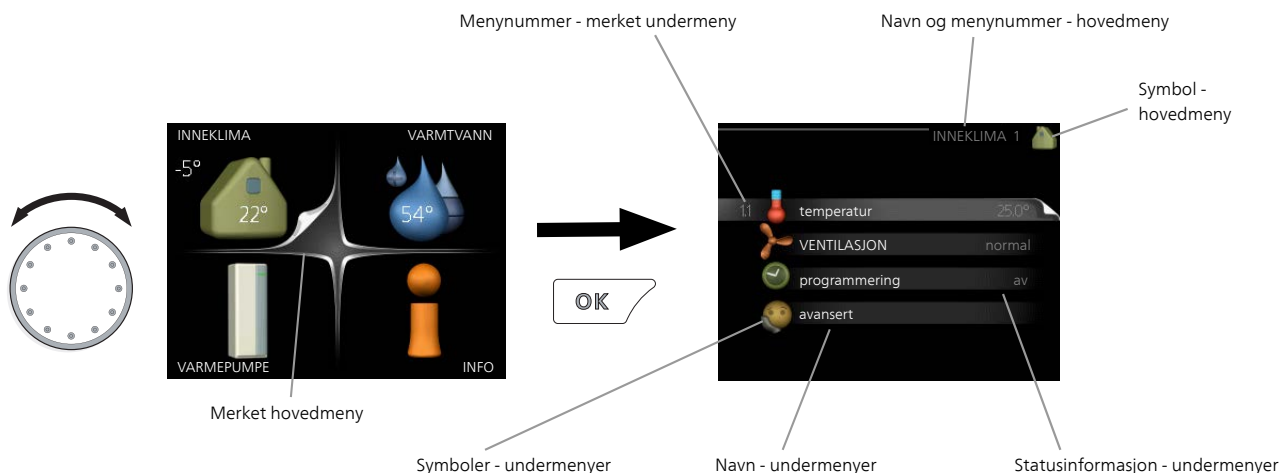 Menynummer - merket undermeny
Navn og menynummer - hovedmeny
Symbol -
hovedmeny
INNEKLIMA
VARMTVANN
-5°
22°
54°
VARMEPUMPE
INFO
Merket hovedmeny
OK
INNEKLIMA 1
1.1
temperatur
25.0°
VENTILASJON
normal
programmering
av
avansert
Symboler - undermenyer
Navn - undermenyer
Statusinformasjon - undermenyer